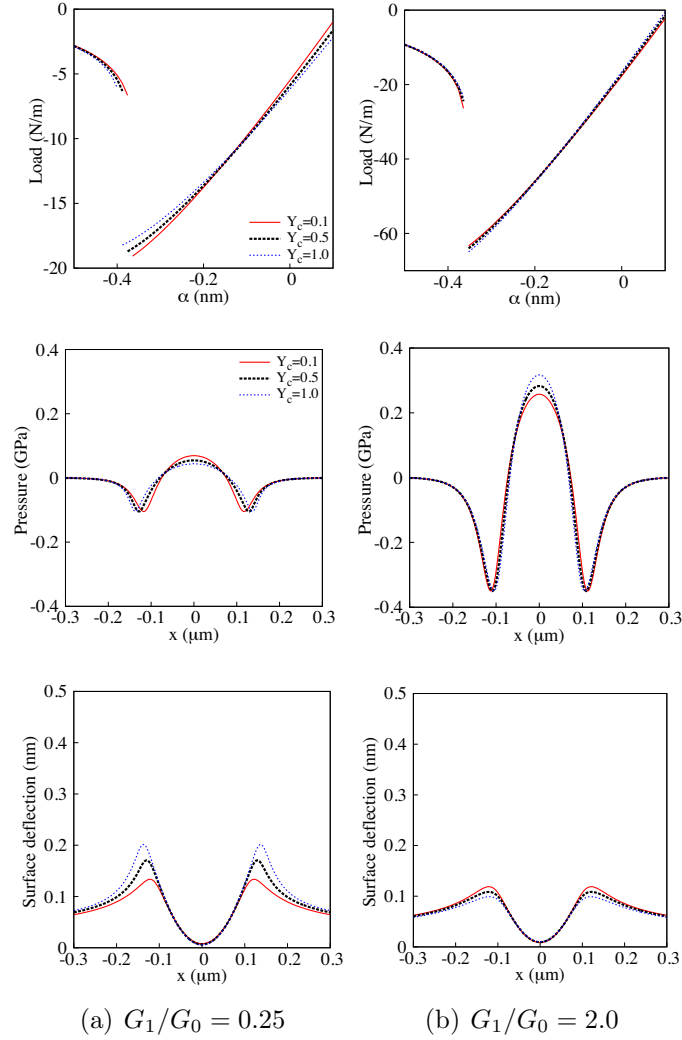 0
-5
-10
-15
-20
-0.4 -0.2 0
Load (N/m)
α (nm)
Y_c=0.1
Y_c=0.5
Y_c=1.0
0
-20
-40
-60
-0.4 -0.2 0
Load (N/m)
α (nm)
0.4
0.2
0
-0.2
-0.4
-0.3 -0.2 -0.1 0 0.1 0.2 0.3
Pressure (GPa)
x (μm)
Y_c=0.1
Y_c=0.5
Y_c=1.0
0.4
0.2
0
-0.2
-0.4
-0.3 -0.2 -0.1 0 0.1 0.2 0.3
Pressure (GPa)
x (μm)
0.5
0.4
0.3
0.2
0.1
0
-0.3 -0.2 -0.1 0 0.1 0.2 0.3
Surface deflection (nm)
x (μm)
0.5
0.4
0.3
0.2
0.1
0
-0.3 -0.2 -0.1 0 0.1 0.2 0.3
Surface deflection (nm)
x (μm)
(a) G₁/G₀ = 0.25
(b) G₁/G₀ = 2.0